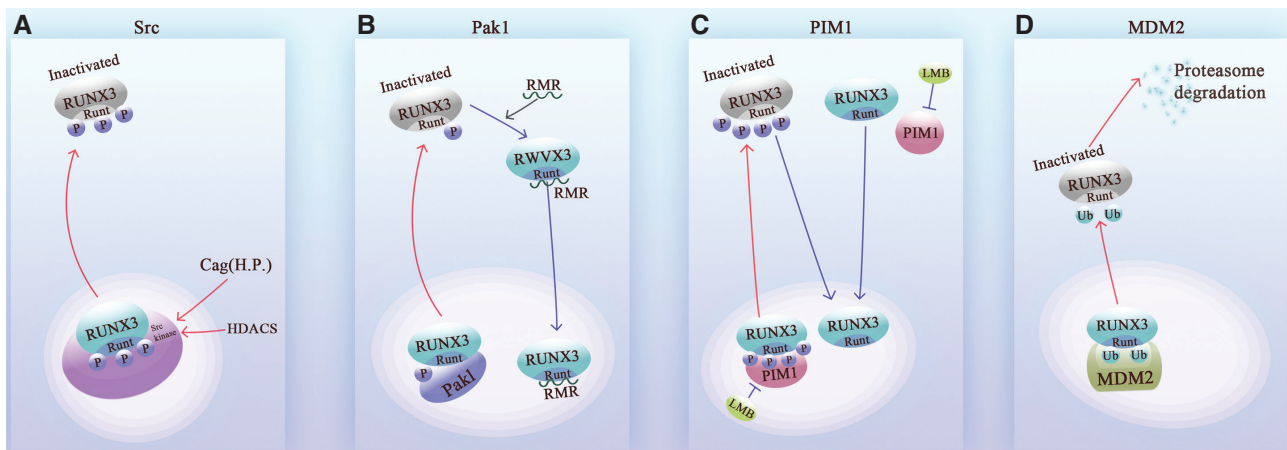 A
Src
Inactivated
RUNX3
Runt
P
P
P
Cag(H.P.)
HDACS
RUNX3
Runt
Src
kinase
P
P
P
B
Pak1
Inactivated
RUNX3
Runt
P
RMR
RWVX3
Runt
RMR
RUNX3
Runt
P
Pak1
RUNX3
Runt
RMR
C
PIM1
Inactivated
RUNX3
Runt
P
P
P
P
RUNX3
Runt
LMB
PIM1
RUNX3
Runt
P
P
P
P
PIM1
LMB
RUNX3
Runt
D
MDM2
Proteasome
degradation
Inactivated
RUNX3
Runt
Ub
Ub
RUNX3
Runt
Ub
Ub
MDM2